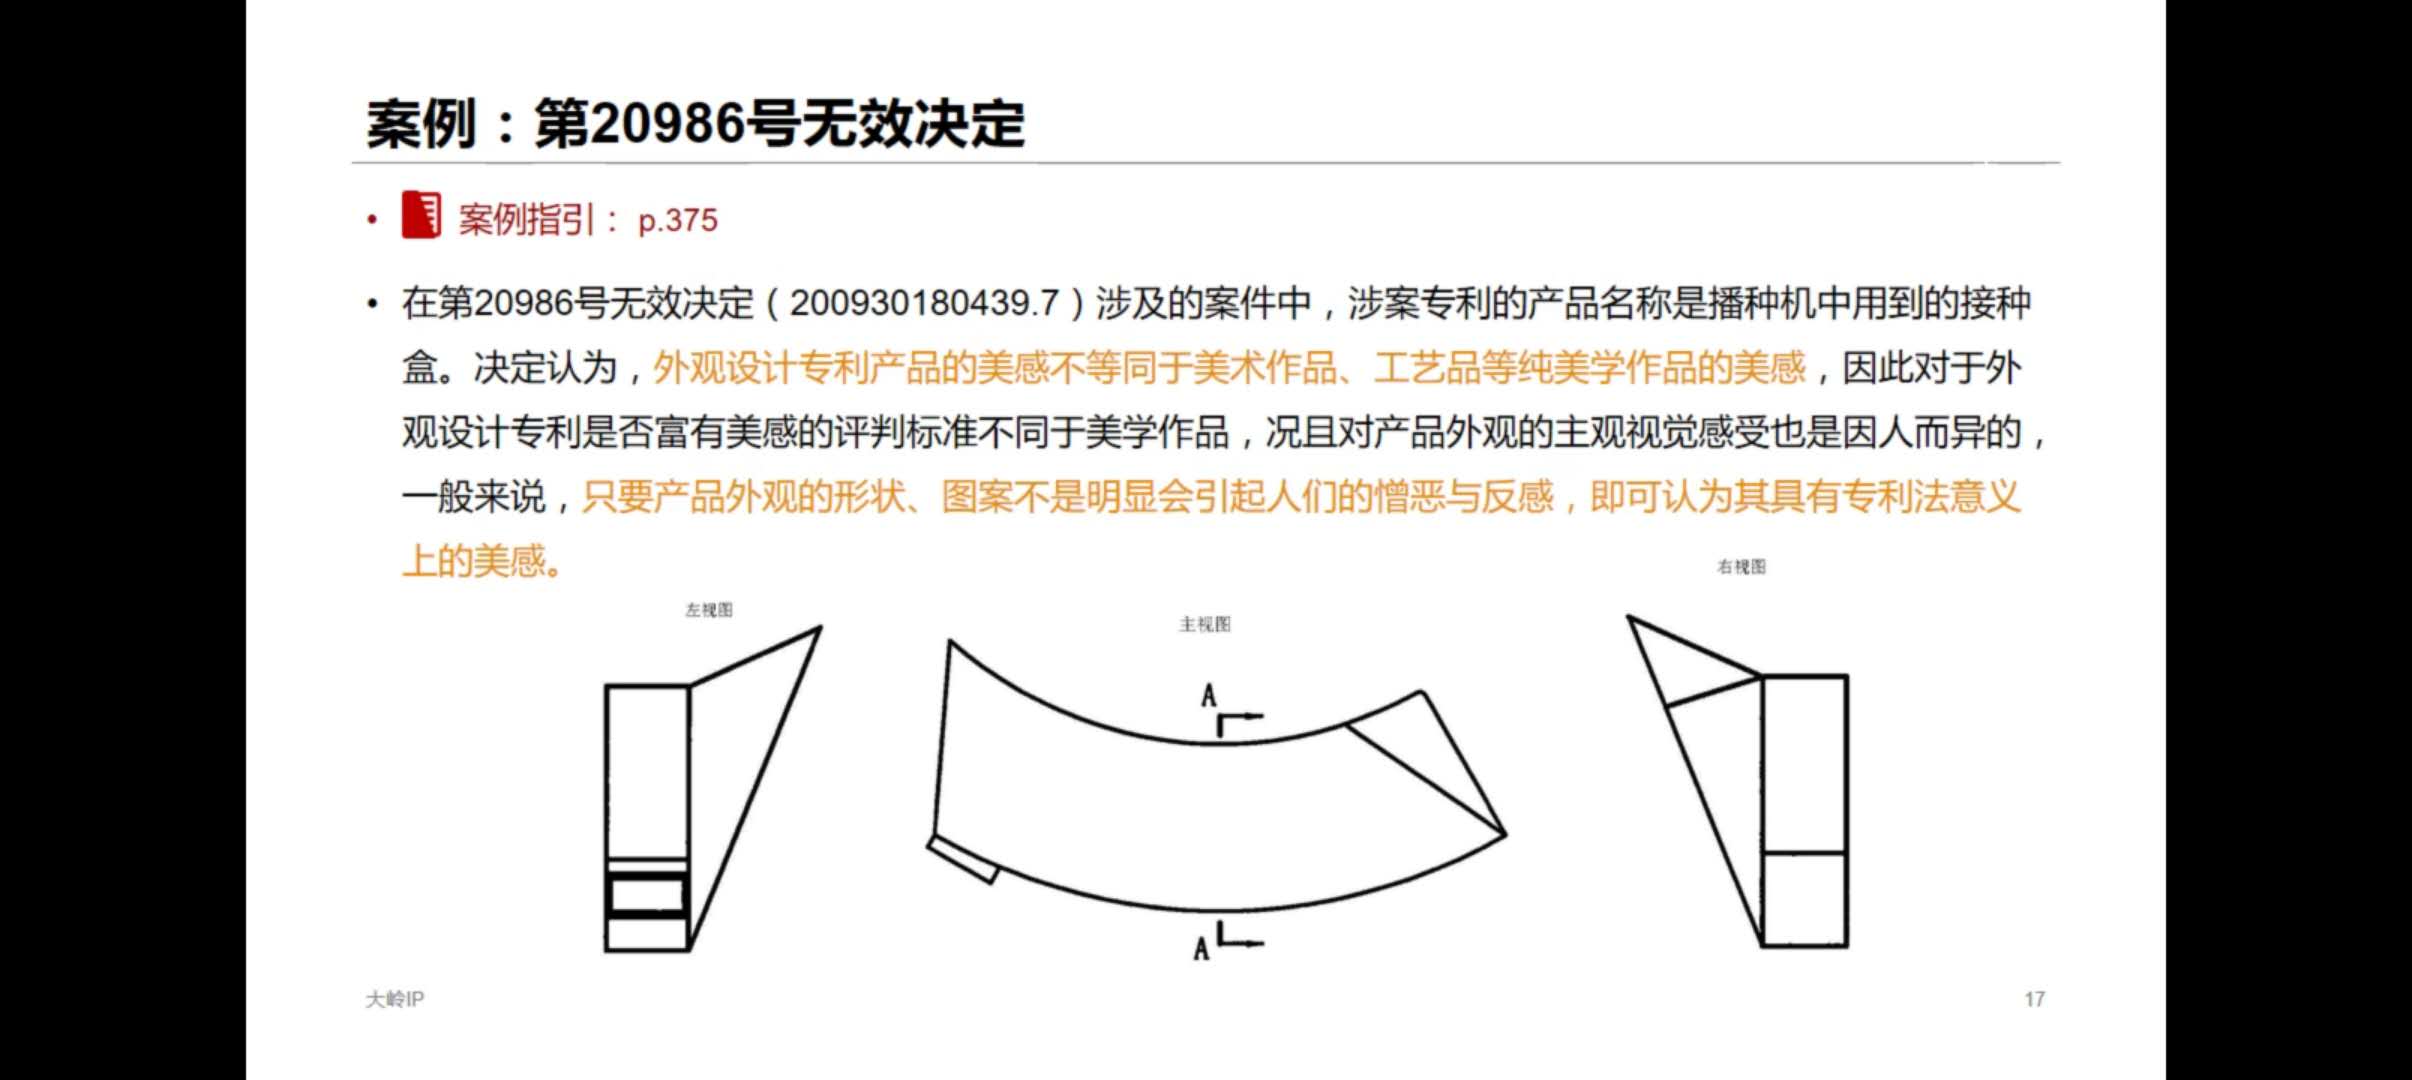 案例：第20986号无效决定
• 案例指引： p.375
• 在第20986号无效决定（200930180439.7）涉及的案件中，涉案专利的产品名称是播种机中用到的接种
盒。决定认为，外观设计专利产品的美感不等同于美术作品、工艺品等纯美学作品的美感，因此对于外
观设计专利是否富有美感的评判标准不同于美学作品，况且对产品外观的主观视觉感受也是因人而异的，
一般来说，只要产品外观的形状、图案不是明显会引起人们的憎恶与反感，即可认为其具有专利法意义
上的美感。
左视图
主视图
右视图
A
A
大岭IP
17